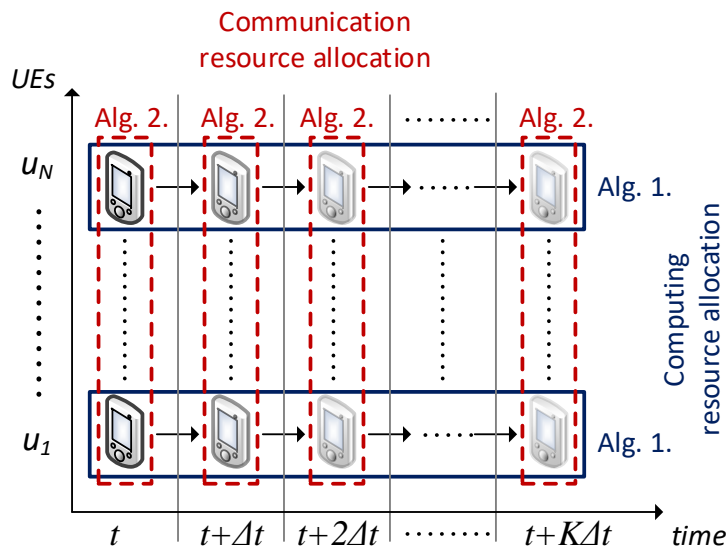 Communication
resource allocation
UEs
Alg. 2. Alg. 2. Alg. 2. ........ Alg. 2.
u_N
Alg. 1.
Computing
resource allocation
u_1
Alg. 1.
t t+Δt t+2Δt ........ t+KΔt time